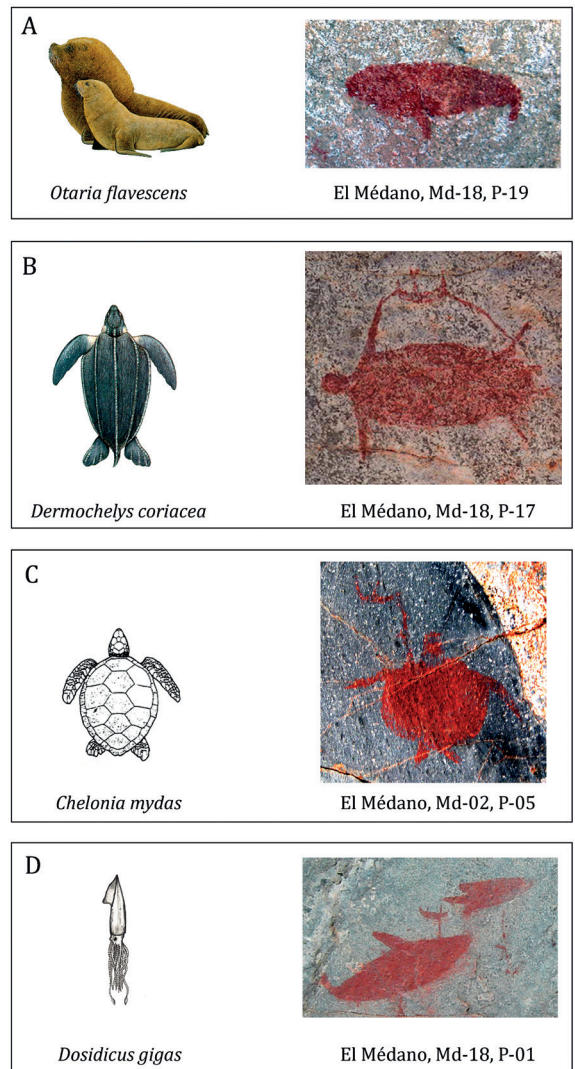 A
Otaria flavescens
El Médano, Md-18, P-19
B
Dermochelys coriacea
El Médano, Md-18, P-17
C
Chelonia mydas
El Médano, Md-02, P-05
D
Dosidicus gigas
El Médano, Md-18, P-01